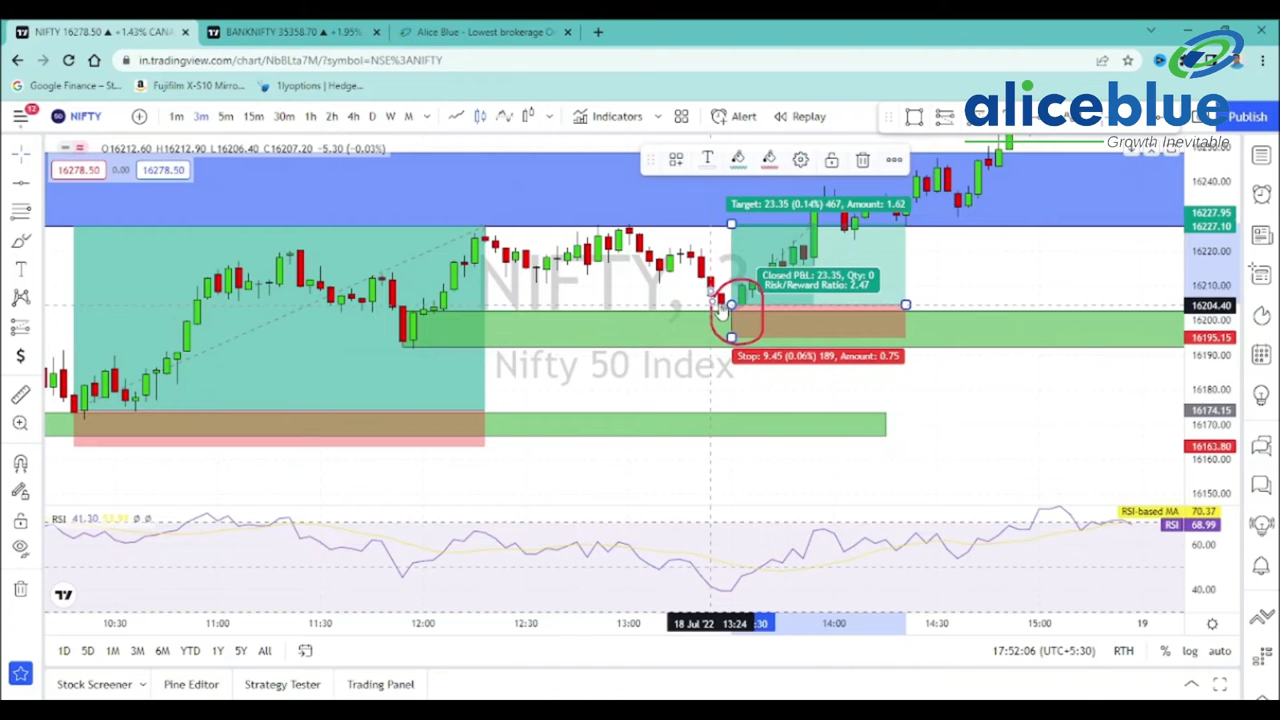 NIFTY 16278.50 ▲ +1.43% CANA
BANKNIFTY 35358.70 ▲ +1.95%
Alice Blue - Lowest brokerage O
in.tradingview.com/chart/NbBLta7M/?symbol=NSE%3ANIFTY
Google Finance – St...
Fujifilm X-S10 Mirro...
1lyoptions | Hedge...
aliceblue
Growth Inevitable
12
NIFTY
1m 3m 5m 15m 30m 1h 2h 4h D W M
Indicators
Alert
Replay
Publish
O16212.60 H16212.90 L16206.40 C16207.20 -5.30 (-0.03%)
16278.50 0.00 16278.50
Target: 23.35 (0.14%) 467, Amount: 1.62
Closed P&L: 23.35, Qty: 0
Risk/Reward Ratio: 2.47
Stop: 9.45 (0.06%) 189, Amount: 0.75
NIFTY, 3
Nifty 50 Index
16240.00
16227.95
16227.10
16220.00
16210.00
16204.40
16200.00
16195.15
16190.00
16180.00
16174.15
16170.00
16163.80
16160.00
16150.00
RSI 41.30 Ø Ø
RSI-based MA 70.37
RSI 68.99
60.00
40.00
10:30 11:00 11:30 12:00 12:30 13:00 18 Jul '22 13:24 :30 14:00 14:30 15:00 19
1D 5D 1M 3M 6M YTD 1Y 5Y All
17:52:06 (UTC+5:30) RTH % log auto
Stock Screener Pine Editor Strategy Tester Trading Panel